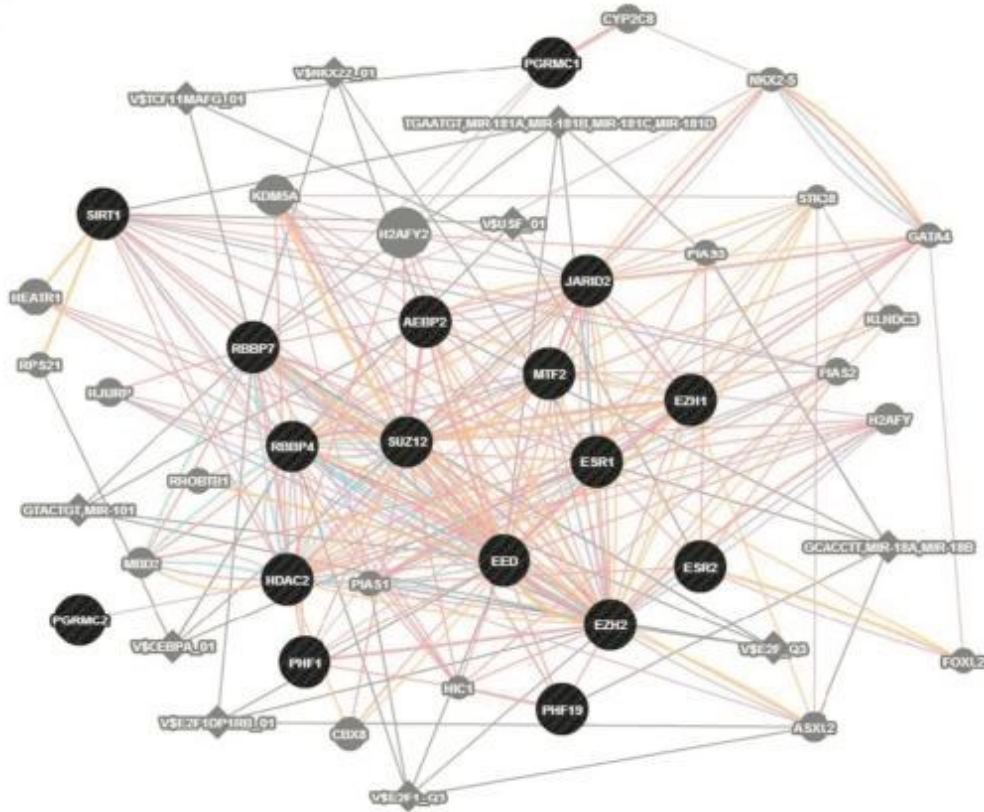 CYP2C8
PGRMC1
V$NKX22_01
NKX2-5
V$TCF11MAFG_01
TGAATGT,MIR-181A,MIR-181B,MIR-181C,MIR-181D
KDM5A
STK38
SIRT1
H2AFY2
V$USF_01
GATA4
PIAS3
JARID2
HEATR1
AEBP2
KLHDC3
RBBP7
RPS21
MTF2
PIAS2
HJURP
EZH1
H2AFY
RBBP4
SUZ12
ESR1
RHOBTB1
GTACTGT,MIR-101
GCACCTT,MIR-18A,MIR-18B
MBD2
EED
ESR2
HDAC2
PIAS1
PGRMC2
EZH2
V$CEBPA_01
V$E2F_Q3
PHF1
FOXL2
HIC1
PHF19
V$E2F1DP1RB_01
CBX8
ASXL2
V$E2F1_Q3